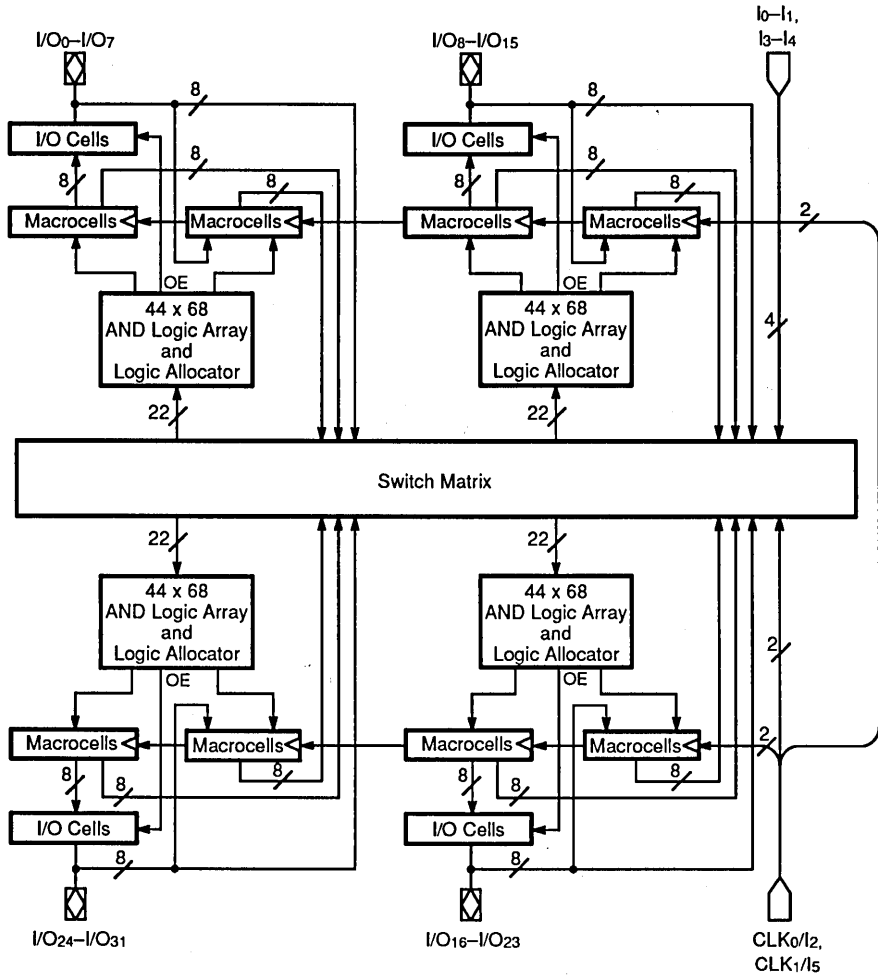 I/O0–I/O7
I/O8–I/O15
I0–I1,
I3–I4
8
8
I/O Cells
I/O Cells
8
8
8
8
8
8
Macrocells
Macrocells
Macrocells
Macrocells
2
OE
OE
44 x 68
AND Logic Array
and
Logic Allocator
44 x 68
AND Logic Array
and
Logic Allocator
4
22
22
Switch Matrix
22
22
44 x 68
AND Logic Array
and
Logic Allocator
44 x 68
AND Logic Array
and
Logic Allocator
2
OE
OE
Macrocells
Macrocells
Macrocells
Macrocells
2
8
8
8
8
8
8
I/O Cells
I/O Cells
8
8
I/O24–I/O31
I/O16–I/O23
CLK0/I2,
CLK1/I5